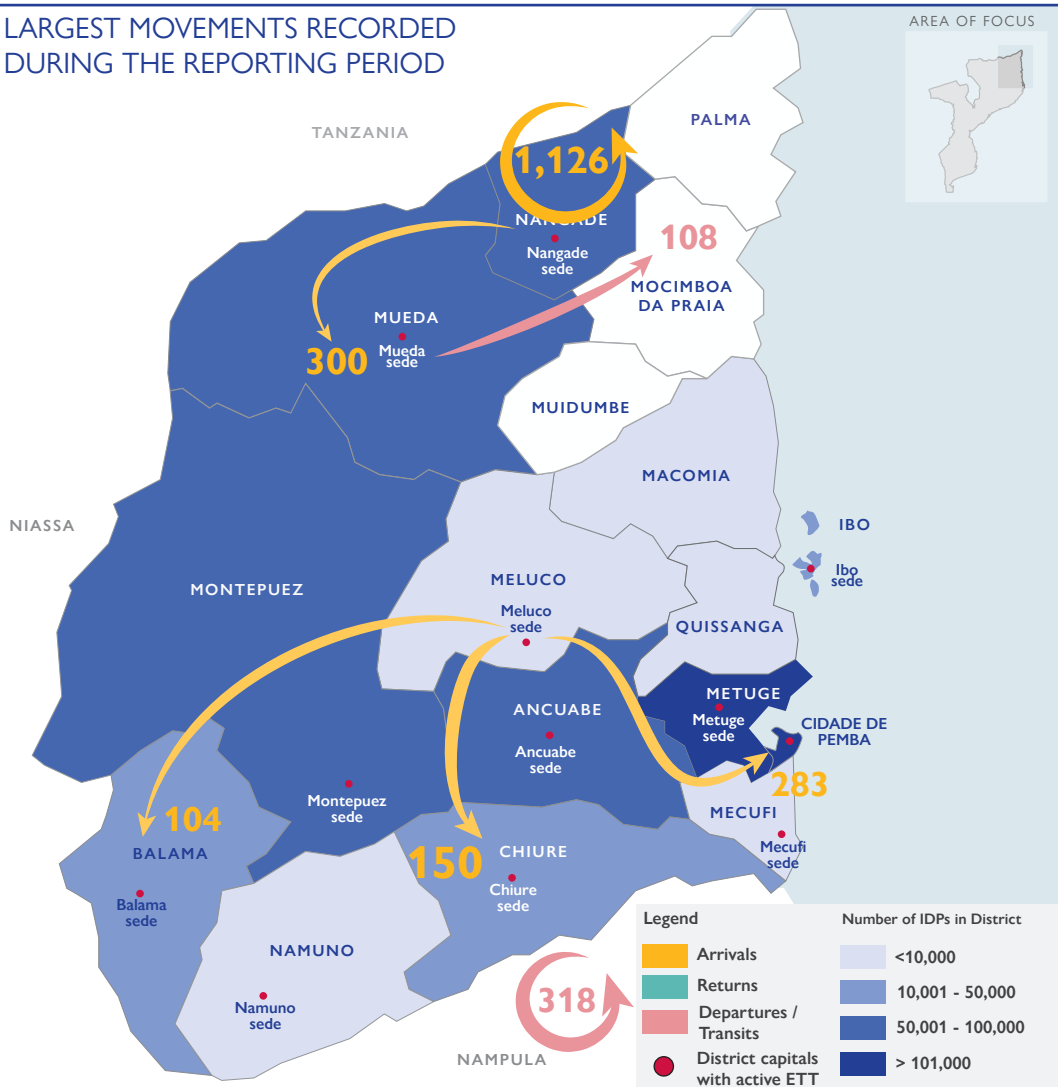 LARGEST MOVEMENTS RECORDED
DURING THE REPORTING PERIOD
AREA OF FOCUS
TANZANIA
PALMA
1,126
NANGADE
Nangade
sede
108
MOCIMBOA
DA PRAIA
MUEDA
Mueda
sede
300
MUIDUMBE
MACOMIA
NIASSA
IBO
Ibo
sede
MONTEPUEZ
MELUCO
Meluco
sede
QUISSANGA
METUGE
Metuge
sede
ANCUABE
Ancuabe
sede
CIDADE DE
PEMBA
283
Montepuez
sede
104
BALAMA
Balama
sede
150
CHIURE
Chiure
sede
MECUFI
Mecufi
sede
NAMUNO
Namuno
sede
318
NAMPULA
Legend
Arrivals
Returns
Departures /
Transits
District capitals
with active ETT
Number of IDPs in District
<10,000
10,001 - 50,000
50,001 - 100,000
> 101,000